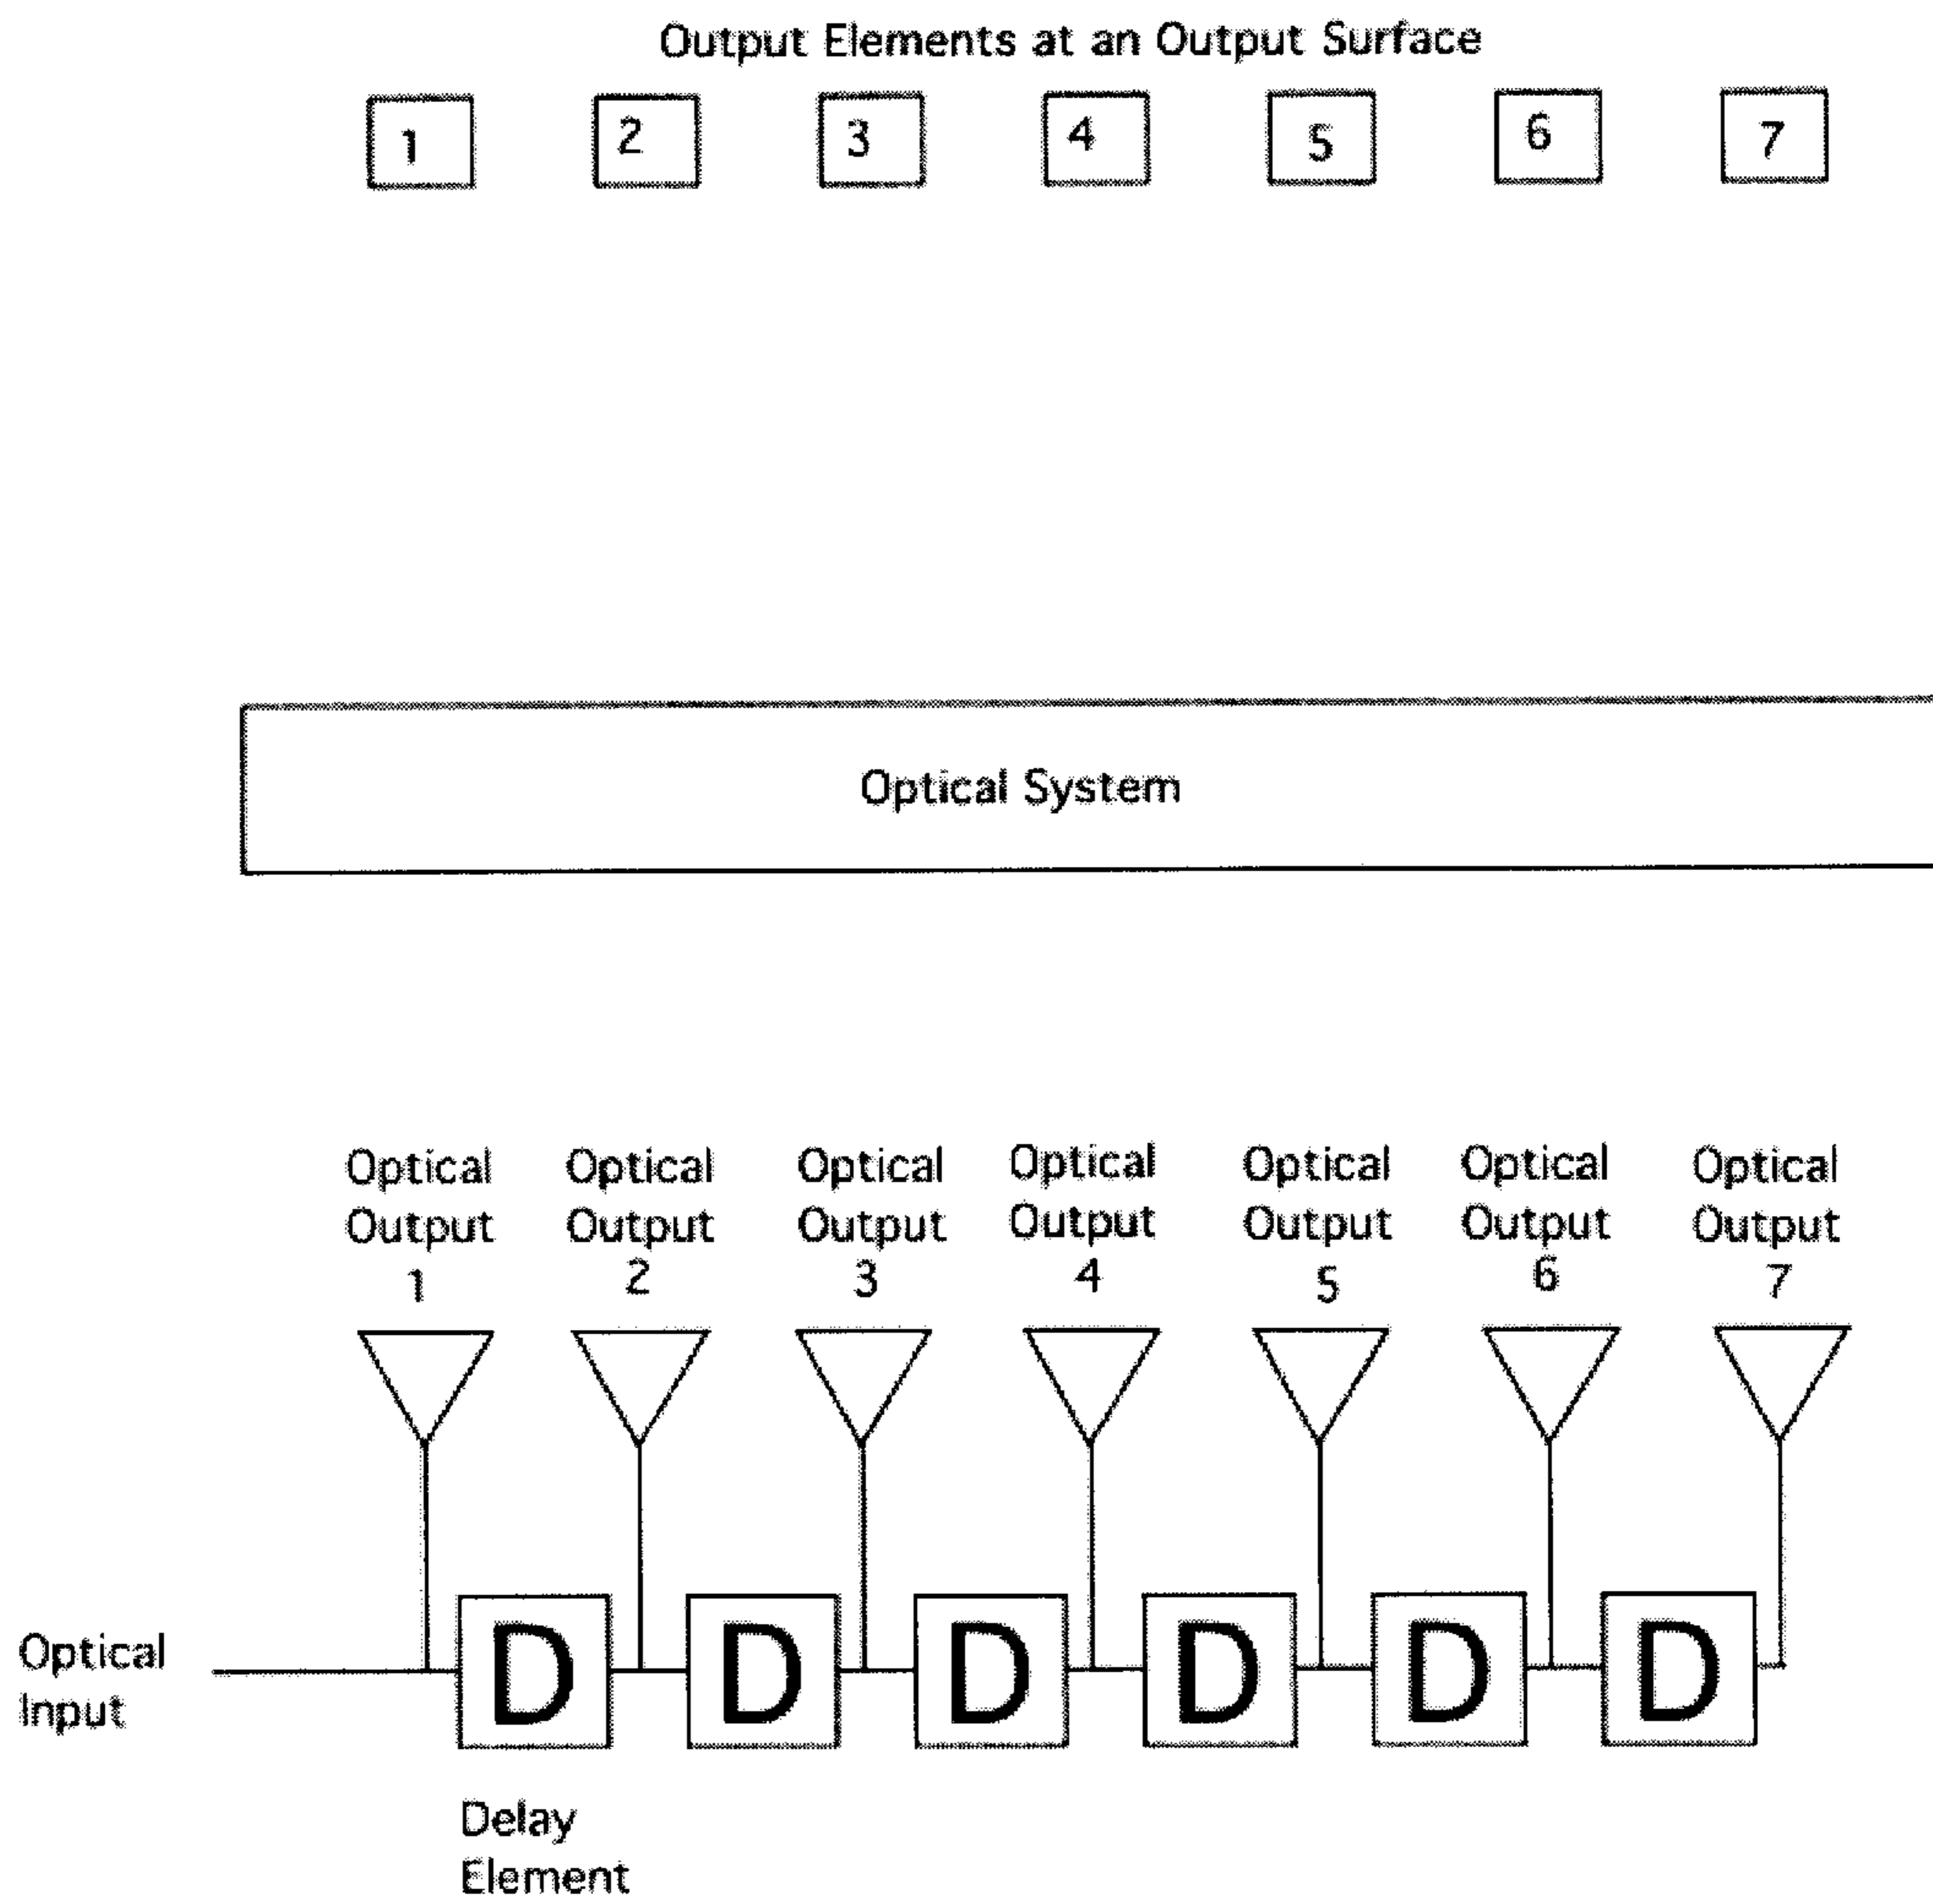 Output Elements at an Output Surface
1 2 3 4 5 6 7
Optical System
Optical Optical Optical Optical Optical Optical Optical
Output Output Output Output Output Output Output
1 2 3 4 5 6 7
D D D D D D
Optical
Input
Delay
Element